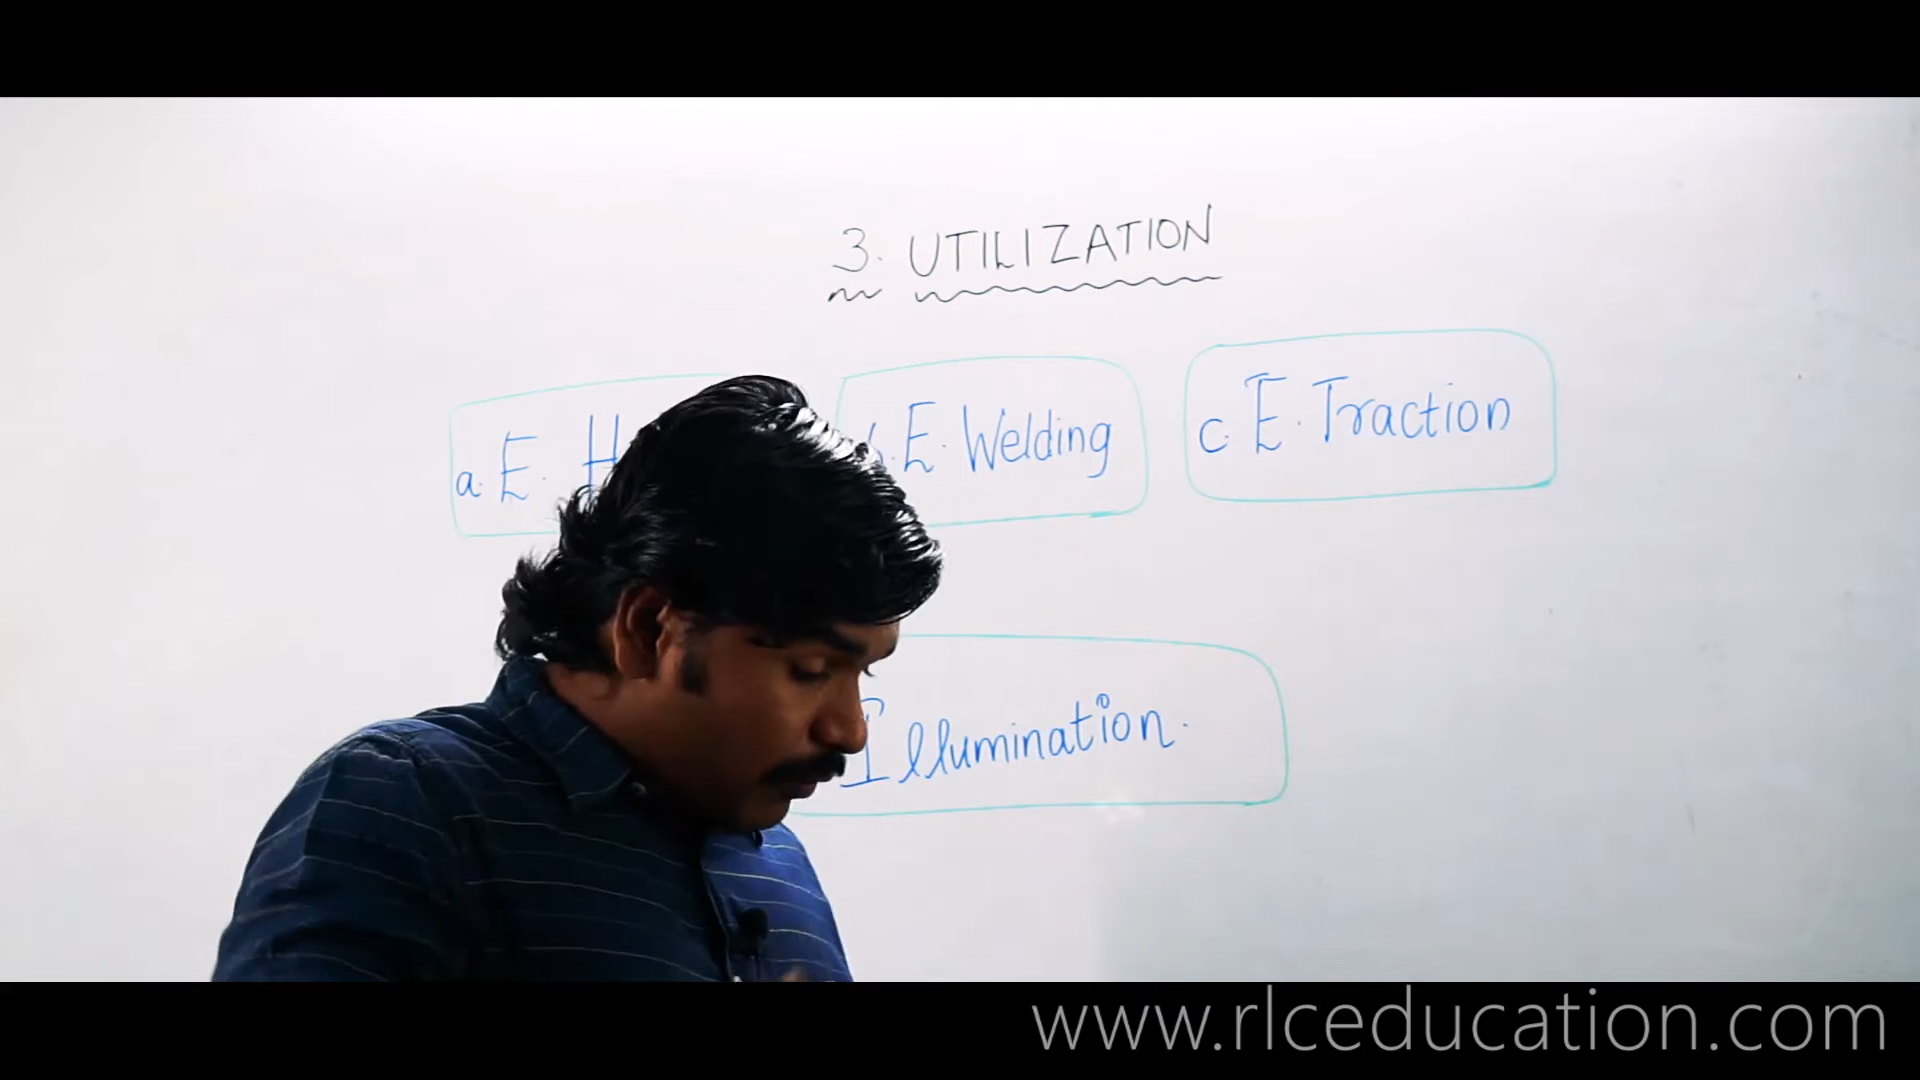 3. UTILIZATION
a. E. H
b. E. Welding
c. E. Traction
Illumination.
www.rlceducation.com